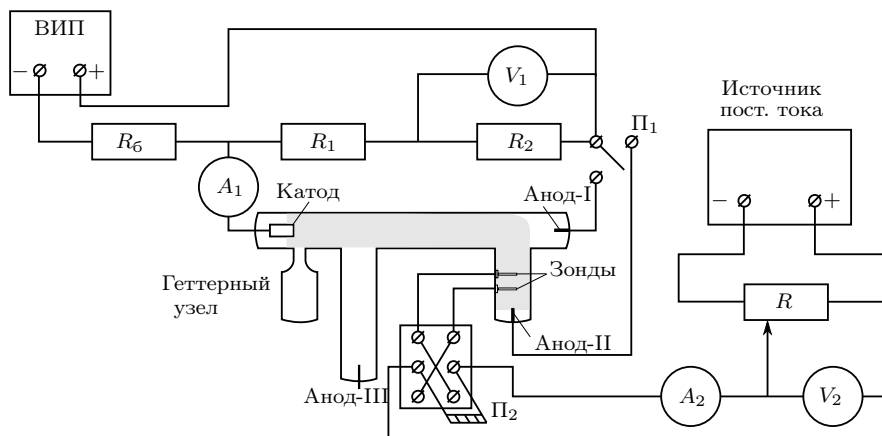 ВИП
− +
V₁
Источник
пост. тока
R_б
R₁
R₂
П₁
A₁
Катод
Анод-I
− +
Геттерный
узел
Зонды
R
Анод-II
Анод-III
П₂
A₂
V₂